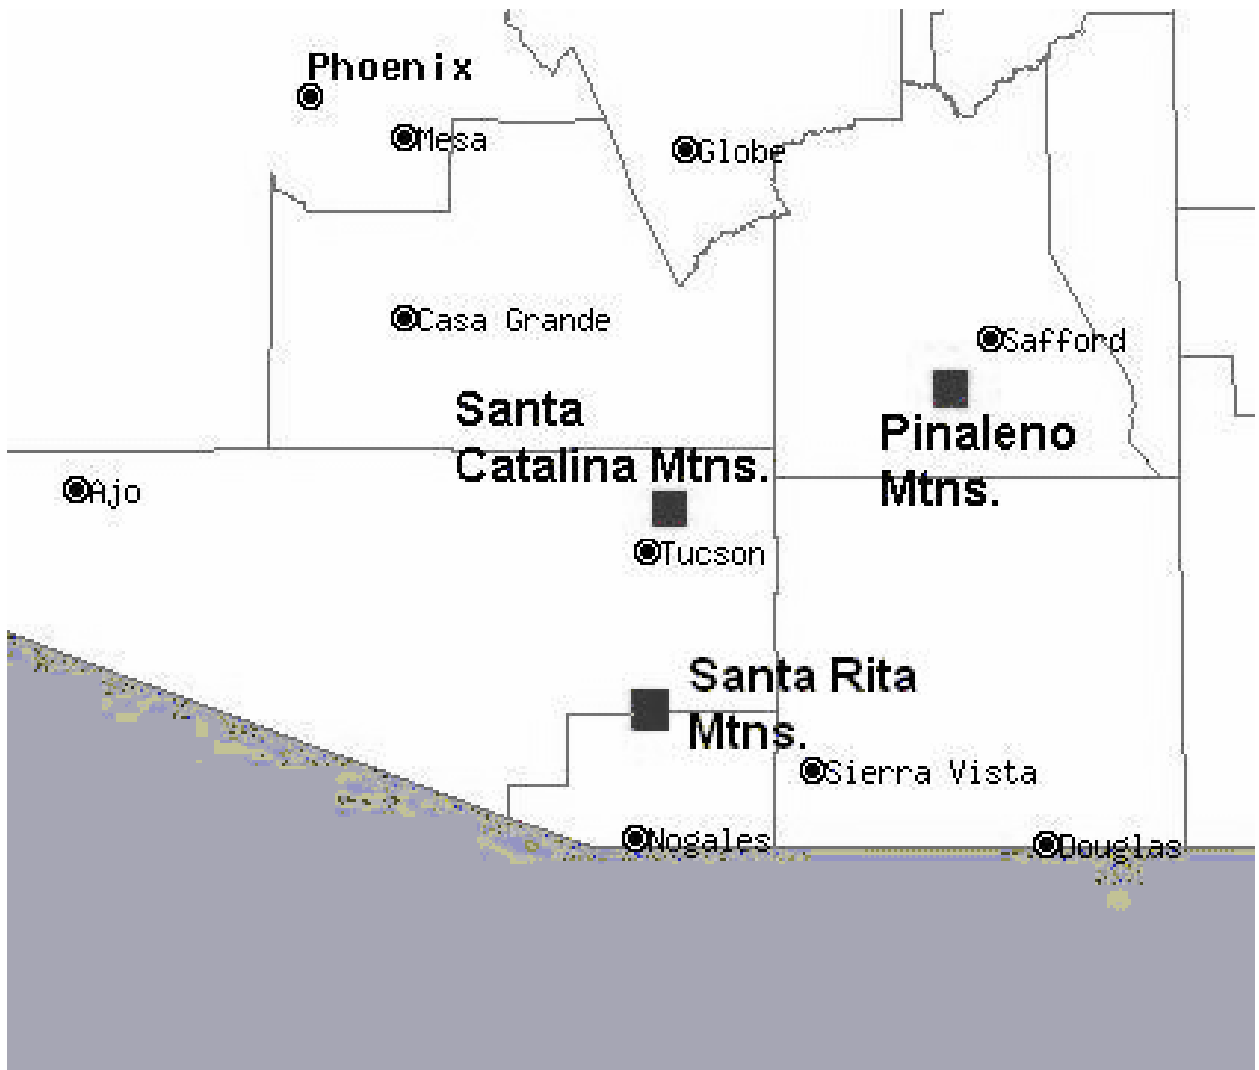 Phoenix
Mesa
Globe
Casa Grande
Safford
Santa
Catalina Mtns.
Pinaleno
Mtns.
Ajo
Tucson
Santa Rita
Mtns.
Sierra Vista
Nogales
Douglas